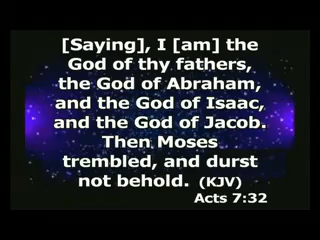 [Saying], I [am] the
God of thy fathers,
the God of Abraham,
and the God of Isaac,
and the God of Jacob.
Then Moses
trembled, and durst
not behold. (KJV)
Acts 7:32